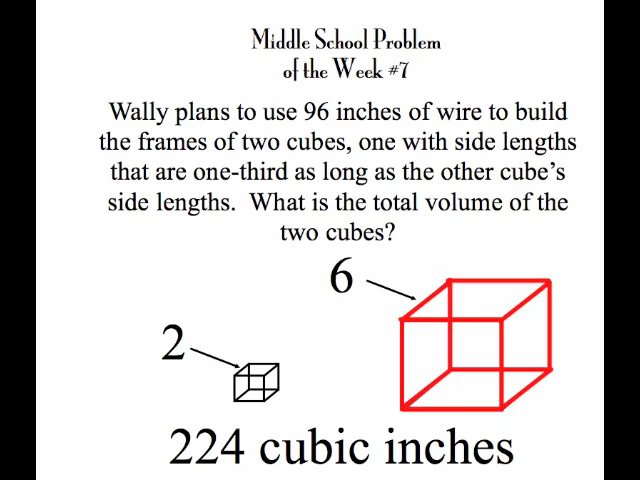 Middle School Problem
of the Week #7
Wally plans to use 96 inches of wire to build
the frames of two cubes, one with side lengths
that are one-third as long as the other cube's
side lengths.  What is the total volume of the
two cubes?
6
2
224 cubic inches